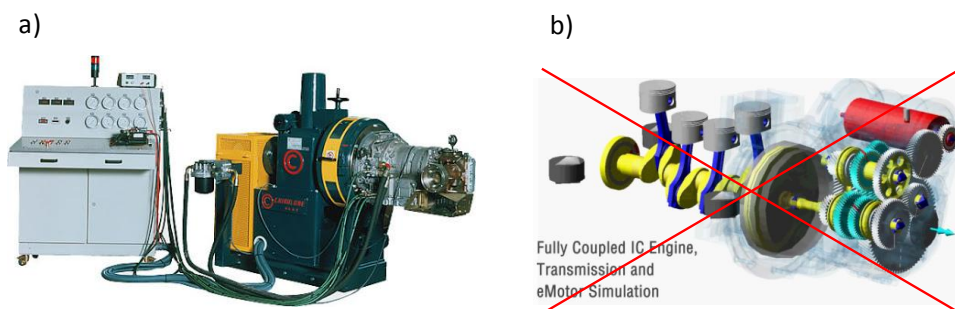 a)
b)
Fully Coupled IC Engine,
Transmission and
eMotor Simulation